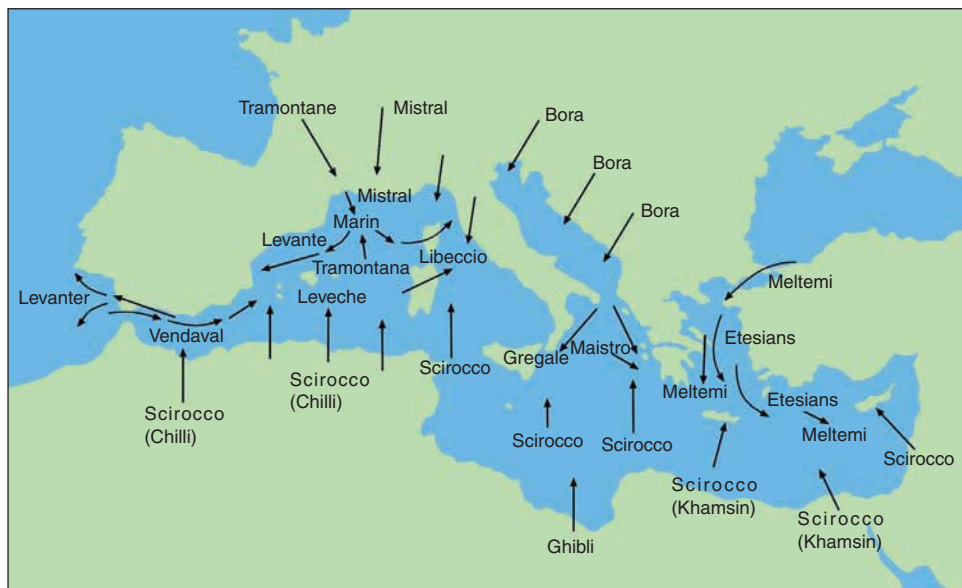 Tramontane
Mistral
Bora
Bora
Mistral
Bora
Marin
Levante
Libeccio
Tramontana
Meltemi
Levanter
Leveche
Vendaval
Etesians
Gregale
Maistro
Scirocco
Scirocco
(Chilli)
Meltemi
Etesians
Scirocco
(Chilli)
Meltemi
Scirocco
Scirocco
Scirocco
Scirocco
(Khamsin)
Scirocco
(Khamsin)
Ghibli